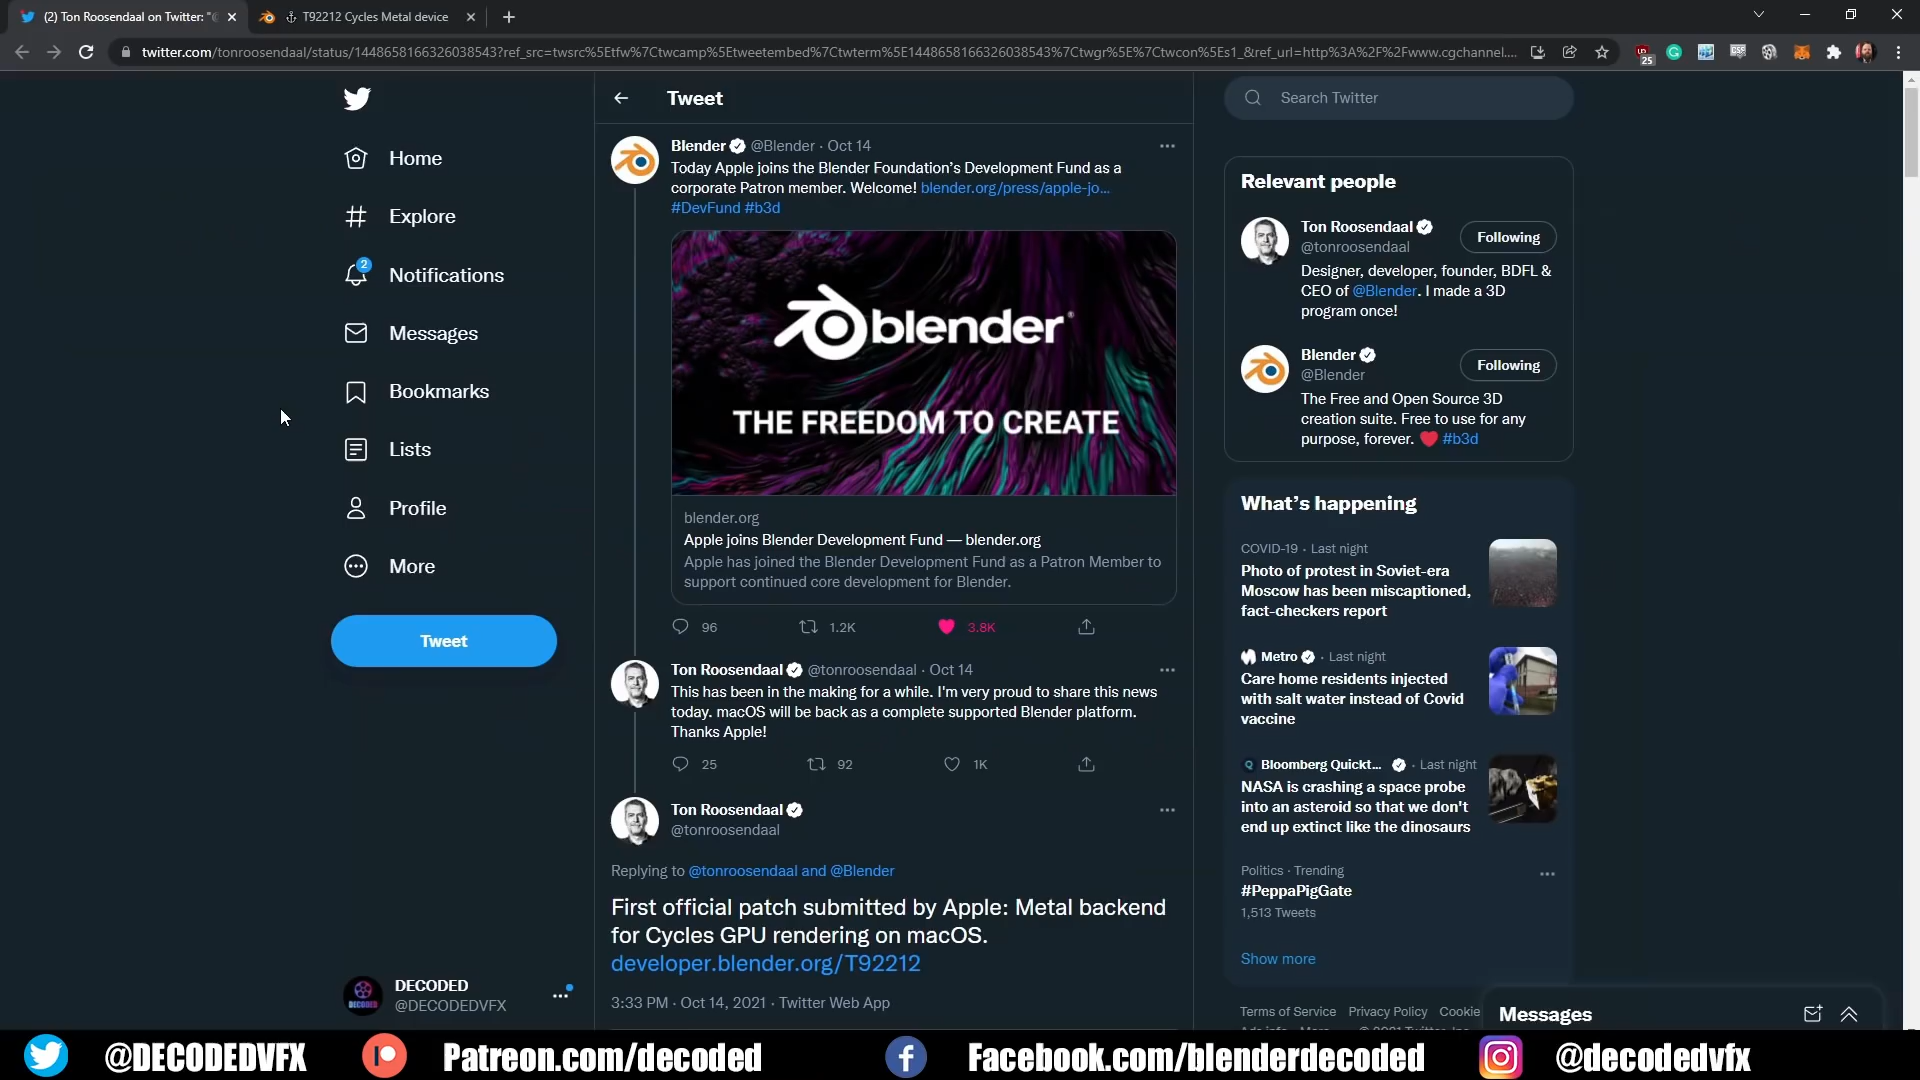 (2) Ton Roosendaal on Twitter: "@
T92212 Cycles Metal device
twitter.com/tonroosendaal/status/1448658166326038543?ref_src=twsrc%5Etfw%7Ctwcamp%5Etweetembed%7Ctwterm%5E1448658166326038543%7Ctwgr%5E%7Ctwcon%5Es1_&ref_url=http%3A%2F%2Fwww.cgchannel....
25
Home
Explore
2
Notifications
Messages
Bookmarks
Lists
Profile
More
Tweet
DECODED
@DECODEDVFX
Tweet
Blender @Blender · Oct 14
Today Apple joins the Blender Foundation's Development Fund as a
corporate Patron member. Welcome! blender.org/press/apple-jo...
#DevFund #b3d
blender
THE FREEDOM TO CREATE
blender.org
Apple joins Blender Development Fund — blender.org
Apple has joined the Blender Development Fund as a Patron Member to
support continued core development for Blender.
96 1.2K 3.8K
Ton Roosendaal @tonroosendaal · Oct 14
This has been in the making for a while. I'm very proud to share this news
today. macOS will be back as a complete supported Blender platform.
Thanks Apple!
25 92 1K
Ton Roosendaal
@tonroosendaal
Replying to @tonroosendaal and @Blender
First official patch submitted by Apple: Metal backend
for Cycles GPU rendering on macOS.
developer.blender.org/T92212
3:33 PM · Oct 14, 2021 · Twitter Web App
Search Twitter
Relevant people
Ton Roosendaal
@tonroosendaal
Following
Designer, developer, founder, BDFL &
CEO of @Blender. I made a 3D
program once!
Blender
@Blender
Following
The Free and Open Source 3D
creation suite. Free to use for any
purpose, forever. #b3d
What's happening
COVID-19 · Last night
Photo of protest in Soviet-era
Moscow has been miscaptioned,
fact-checkers report
Metro · Last night
Care home residents injected
with salt water instead of Covid
vaccine
Bloomberg Quickt... · Last night
NASA is crashing a space probe
into an asteroid so that we don't
end up extinct like the dinosaurs
Politics · Trending
#PeppaPigGate
1,513 Tweets
Show more
Terms of Service Privacy Policy Cookie
Messages
@DECODEDVFX
Patreon.com/decoded
Facebook.com/blenderdecoded
@decodedvfx